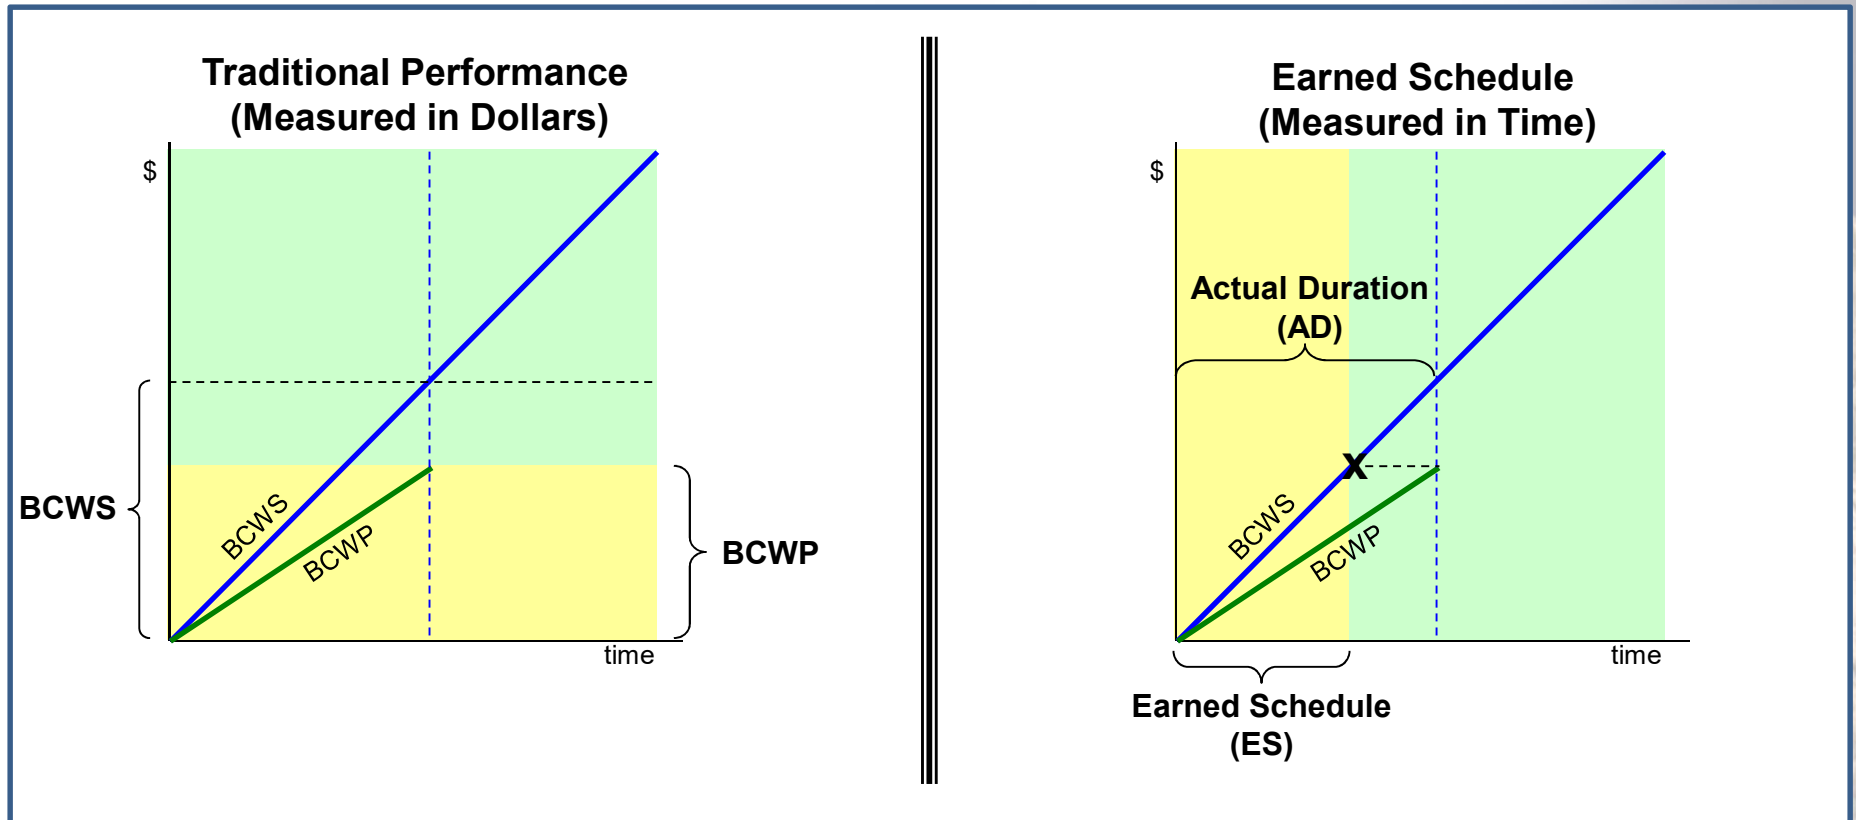 Traditional Performance
(Measured in Dollars)
$
BCWS
BCWS
BCWP
BCWP
time
Earned Schedule
(Measured in Time)
$
Actual Duration
(AD)
X
BCWS
BCWP
time
Earned Schedule
(ES)